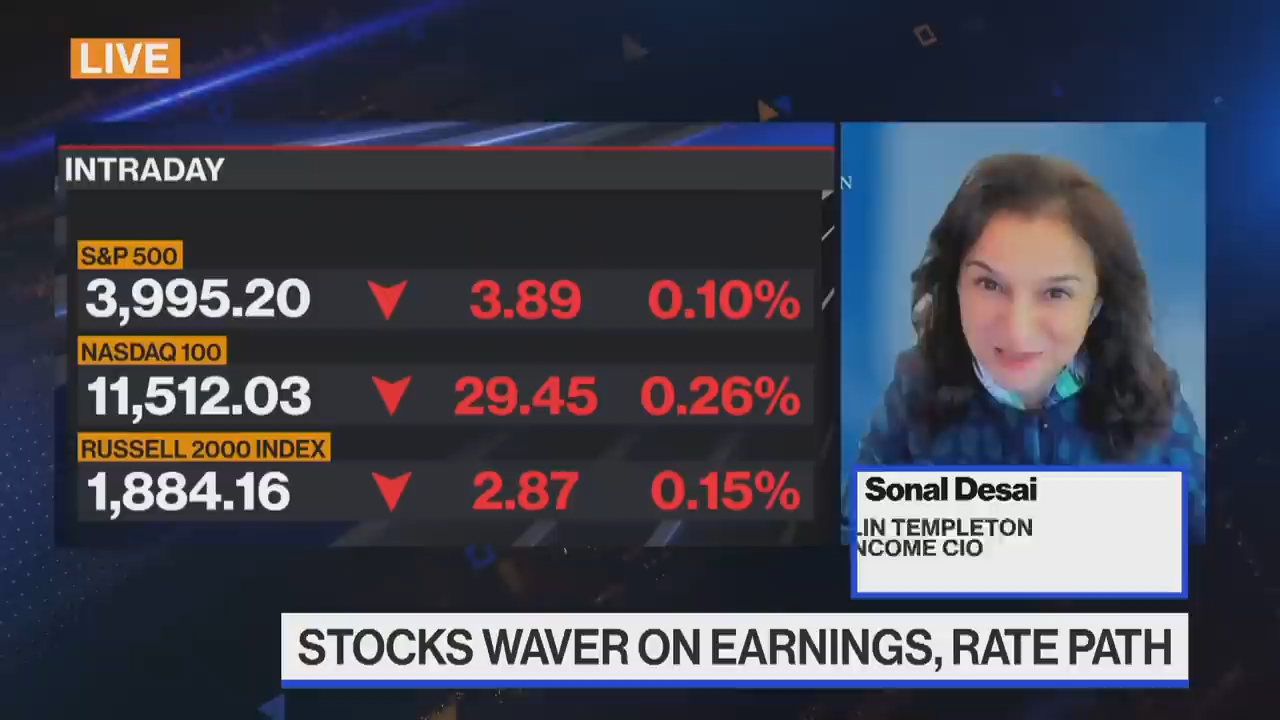 LIVE
INTRADAY
S&P 500
3,995.20 3.89 0.10%
NASDAQ 100
11,512.03 29.45 0.26%
RUSSELL 2000 INDEX
1,884.16 2.87 0.15%
N
Sonal Desai
LIN TEMPLETON
NCOME CIO
STOCKS WAVER ON EARNINGS, RATE PATH